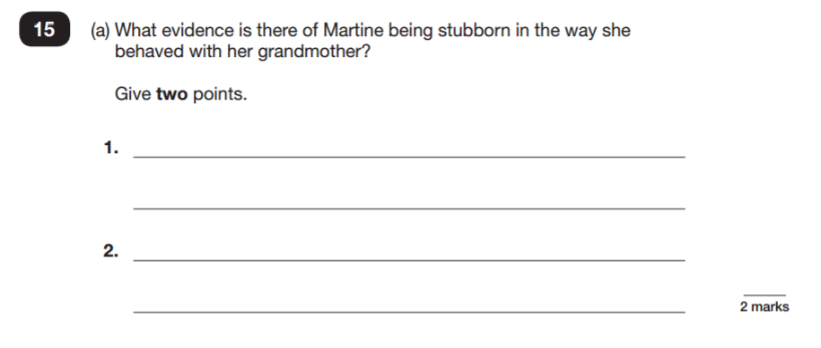 15 (a) What evidence is there of Martine being stubborn in the way she
behaved with her grandmother?
Give two points.
1.
2.
2 marks